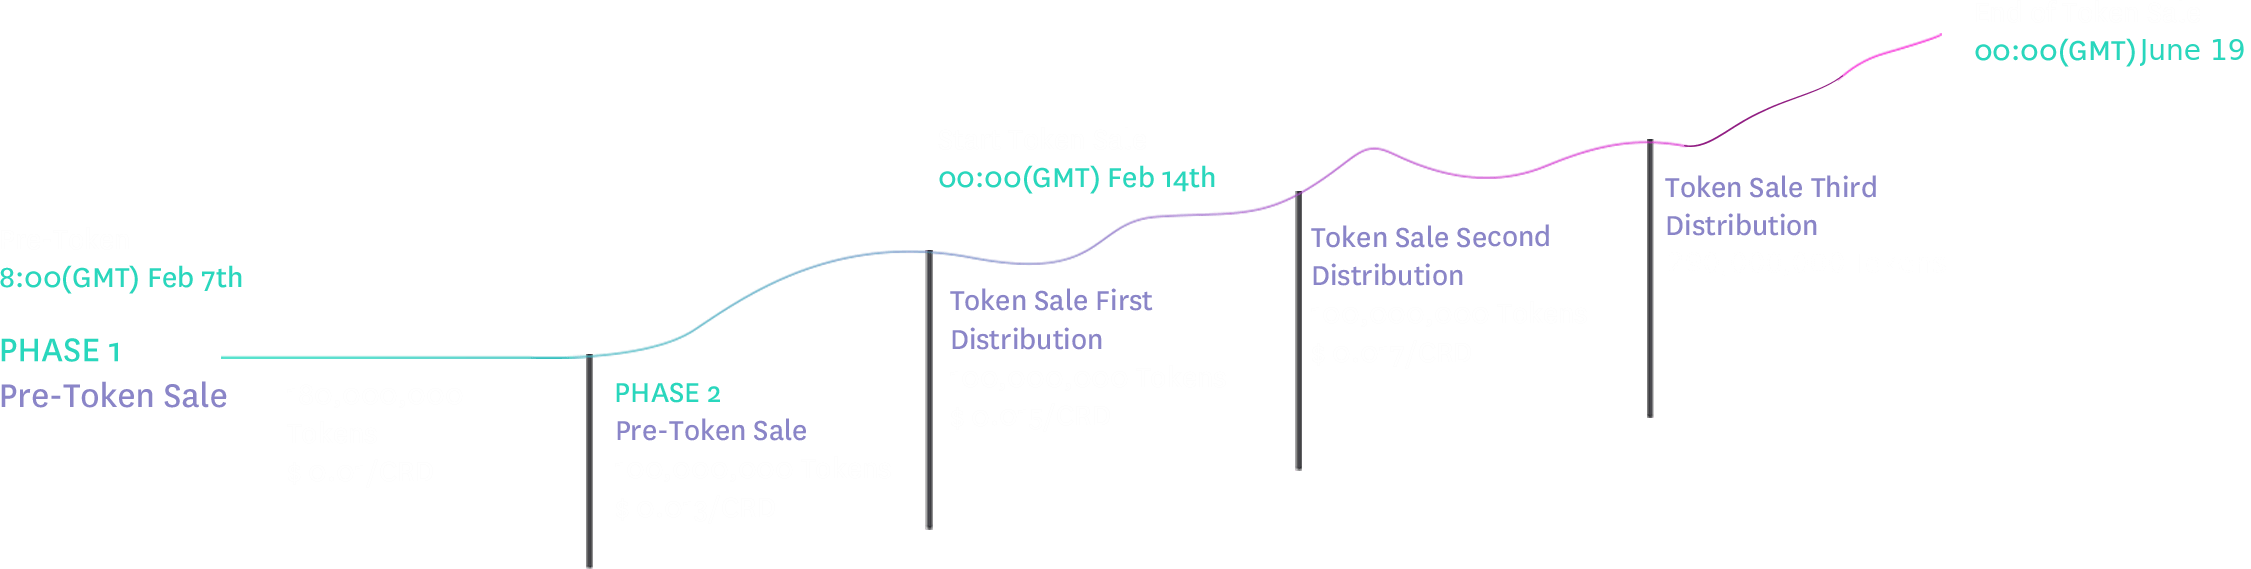 8:00(GMT) Feb 7th
PHASE 1
Pre-Token Sale
PHASE 2
Pre-Token Sale
00:00(GMT) Feb 14th
Token Sale First
Distribution
Token Sale Second
Distribution
Token Sale Third
Distribution
00:00(GMT) June 19